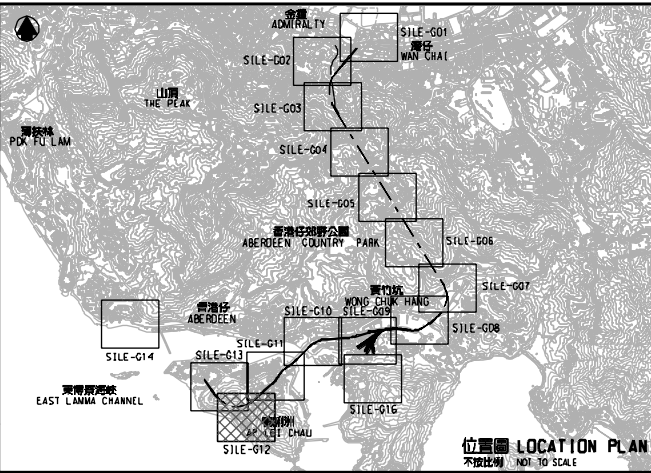 金鐘
ADMIRALTY
SILE-G01
灣仔
WAN CHAI
SILE-G02
山頂
THE PEAK
SILE-G03
薄扶林
POK FU LAM
SILE-G04
SILE-G05
香港仔郊野公園
ABERDEEN COUNTRY PARK
SILE-G06
黃竹坑
WONG CHUK HANG
SILE-G07
香港仔
ABERDEEN
SILE-G10
SILE-G09
SILE-G08
SILE-G11
SILE-G14
SILE-G13
東博寮海峽
EAST LAMMA CHANNEL
SILE-G16
鴨脷洲
AP LEI CHAU
SILE-G12
位置圖 LOCATION PLAN
不按比例 NOT TO SCALE